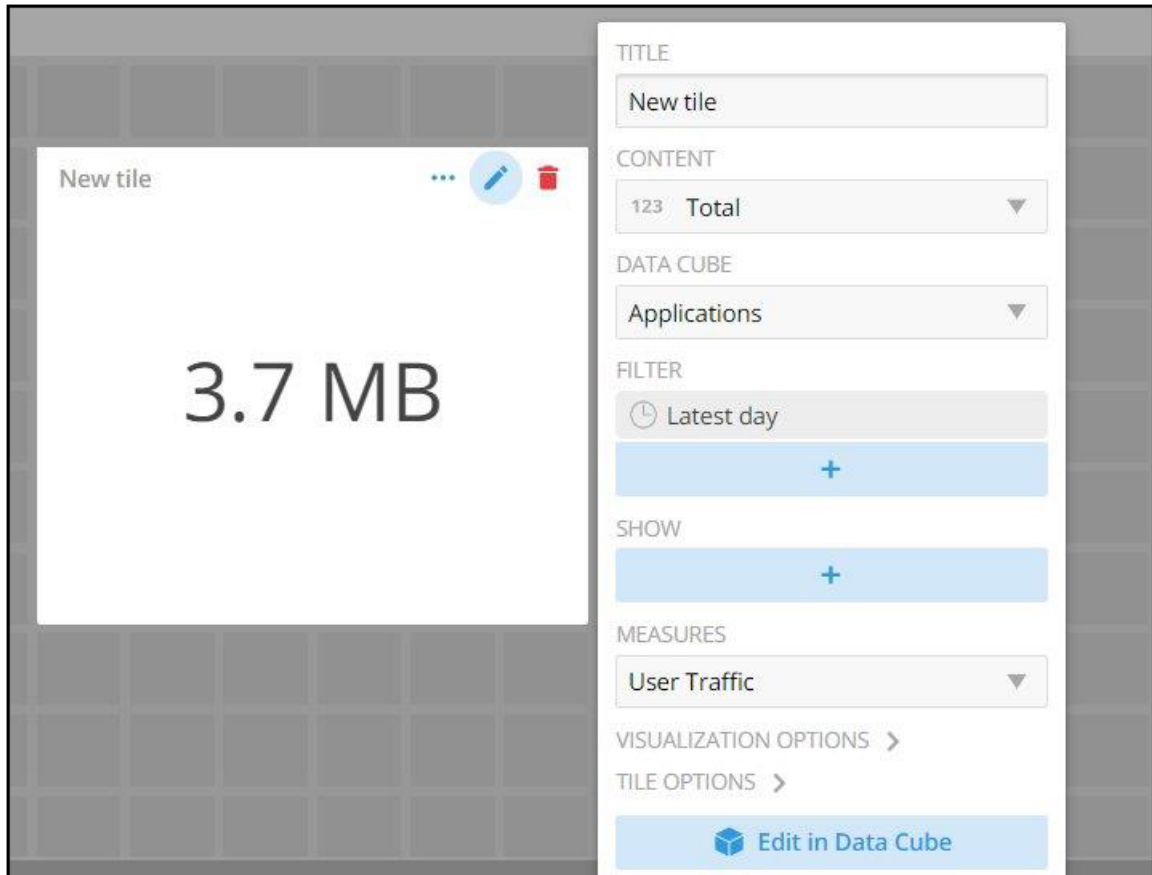 New tile
3.7 MB
TITLE
New tile
CONTENT
123 Total
DATA CUBE
Applications
FILTER
Latest day
+
SHOW
+
MEASURES
User Traffic
VISUALIZATION OPTIONS
TILE OPTIONS
Edit in Data Cube